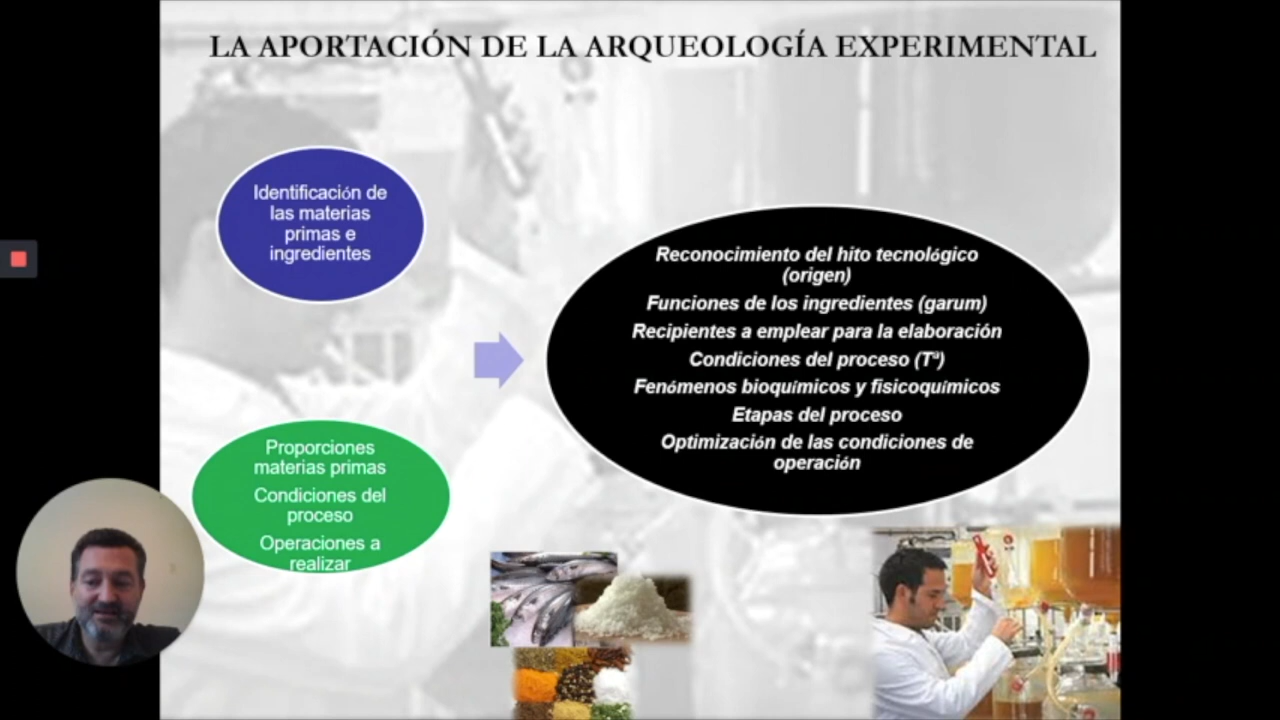 LA APORTACIÓN DE LA ARQUEOLOGÍA EXPERIMENTAL
Identificación de
las materias
primas e
ingredientes
Proporciones
materias primas
Condiciones del
proceso
Operaciones a
realizar
Reconocimiento del hito tecnológico
(origen)
Funciones de los ingredientes (garum)
Recipientes a emplear para la elaboración
Condiciones del proceso (Tª)
Fenómenos bioquímicos y fisicoquímicos
Etapas del proceso
Optimización de las condiciones de
operación